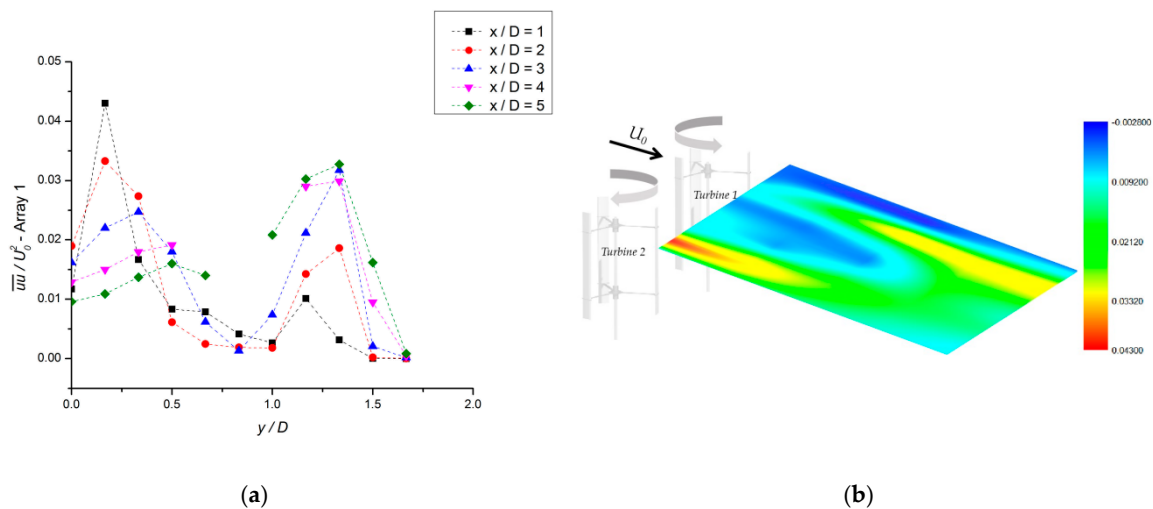 x / D = 1
x / D = 2
x / D = 3
x / D = 4
x / D = 5
0.05
0.04
0.03
0.02
0.01
0.00
u̅u̅ / U₀² - Array 1
0.0
0.5
1.0
1.5
2.0
y / D
(a)
U₀
Turbine 1
Turbine 2
-0.002800
0.009200
0.02120
0.03320
0.04300
(b)